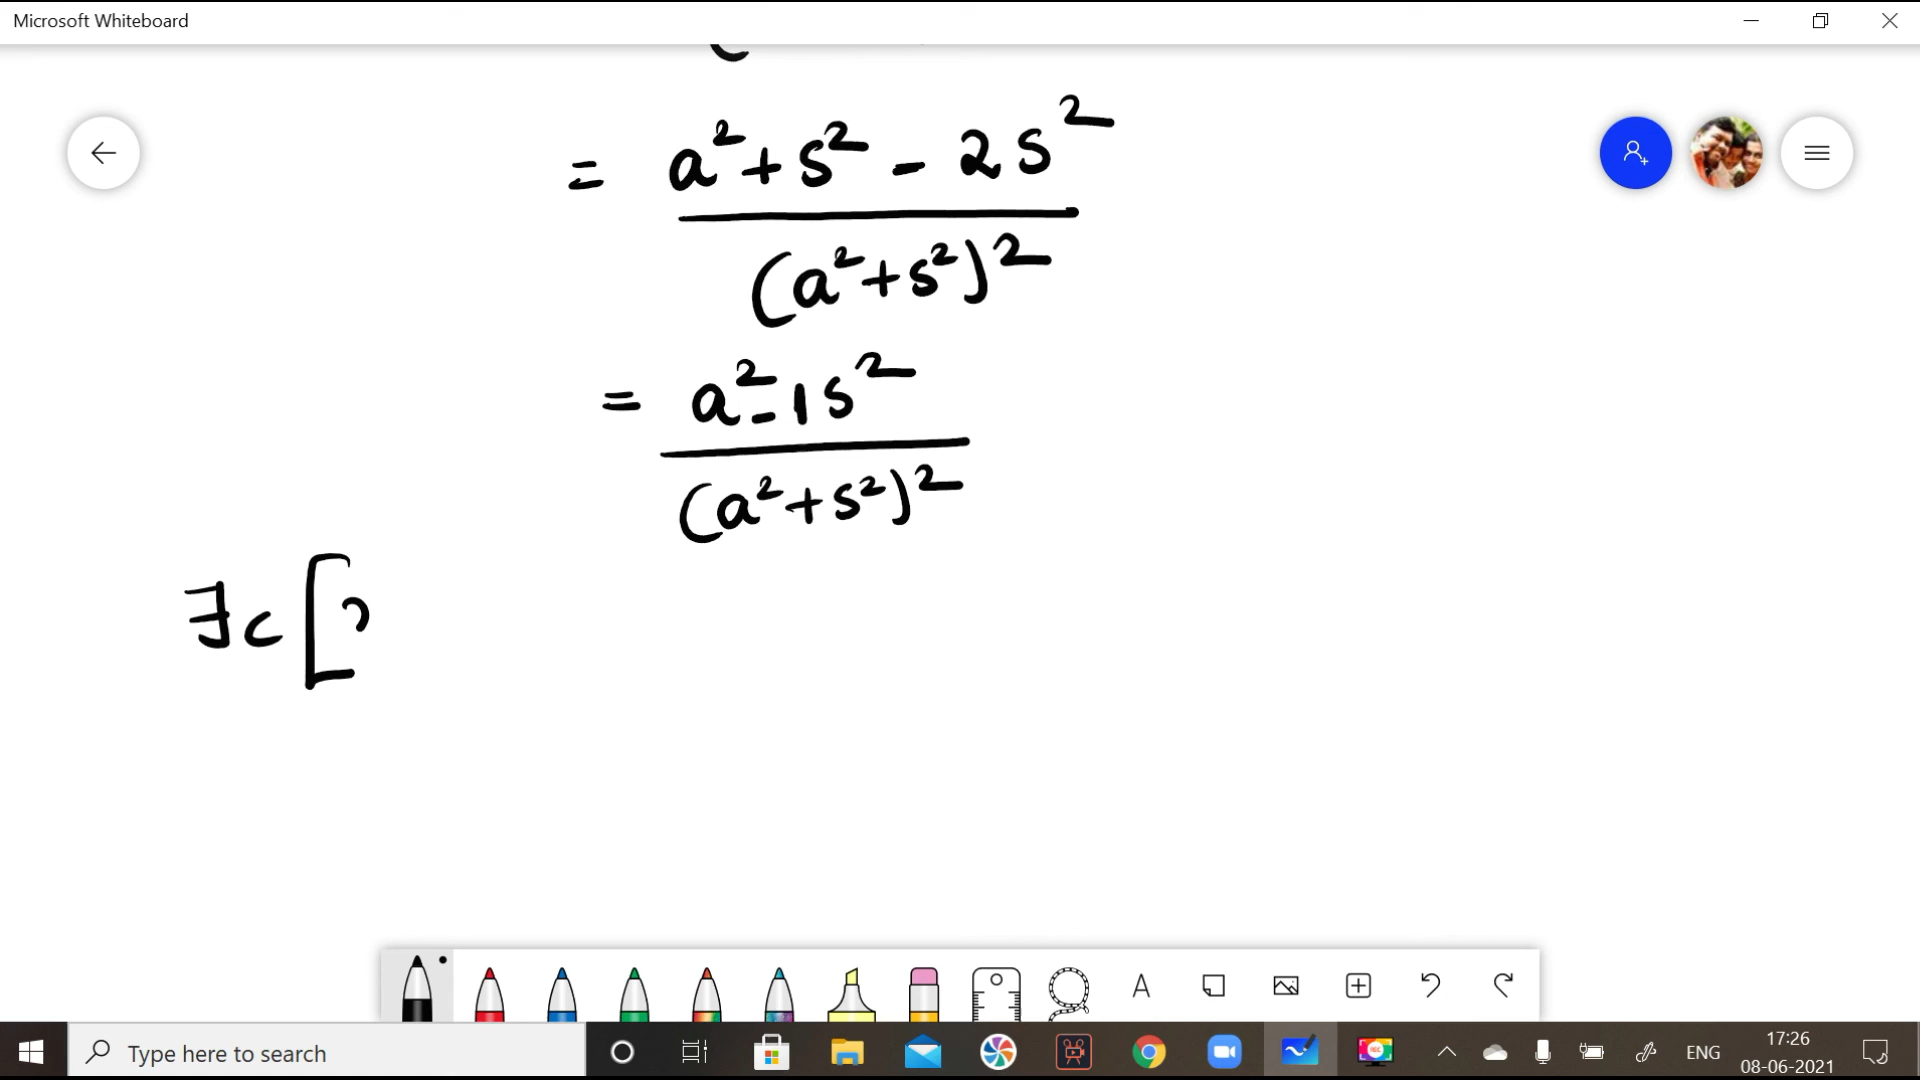 Microsoft Whiteboard
= a² + s² - 2s²
(a² + s²)²
= a² - 1s²
(a² + s²)²
Type here to search
ENG
17:26
08-06-2021